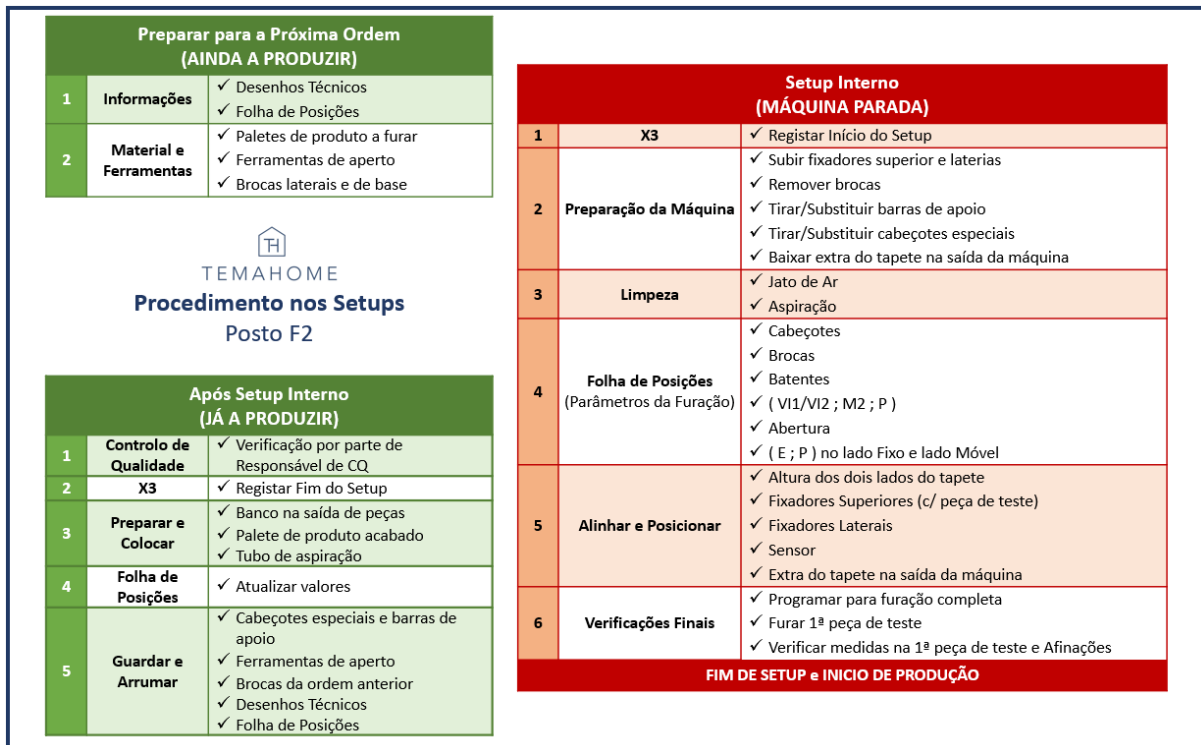 Preparar para a Próxima Ordem
(AINDA A PRODUZIR)
1 Informações
✓ Desenhos Técnicos
✓ Folha de Posições
2 Material e
Ferramentas
✓ Paletes de produto a furar
✓ Ferramentas de aperto
✓ Brocas laterais e de base
TH
TEMAHOME
Procedimento nos Setups
Posto F2
Após Setup Interno
(JÁ A PRODUZIR)
1 Controlo de
Qualidade
✓ Verificação por parte de
Responsável de CQ
2 X3
✓ Registar Fim do Setup
3 Preparar e
Colocar
✓ Banco na saída de peças
✓ Palete de produto acabado
✓ Tubo de aspiração
4 Folha de
Posições
✓ Atualizar valores
5 Guardar e
Arrumar
✓ Cabeçotes especiais e barras de
apoio
✓ Ferramentas de aperto
✓ Brocas da ordem anterior
✓ Desenhos Técnicos
✓ Folha de Posições
Setup Interno
(MÁQUINA PARADA)
1 X3
✓ Registar Início do Setup
2 Preparação da Máquina
✓ Subir fixadores superior e laterias
✓ Remover brocas
✓ Tirar/Substituir barras de apoio
✓ Tirar/Substituir cabeçotes especiais
✓ Baixar extra do tapete na saída da máquina
3 Limpeza
✓ Jato de Ar
✓ Aspiração
4 Folha de Posições
(Parâmetros da Furação)
✓ Cabeçotes
✓ Brocas
✓ Batentes
✓ ( VI1/VI2 ; M2 ; P )
✓ Abertura
✓ ( E ; P ) no lado Fixo e lado Móvel
5 Alinhar e Posicionar
✓ Altura dos dois lados do tapete
✓ Fixadores Superiores (c/ peça de teste)
✓ Fixadores Laterais
✓ Sensor
✓ Extra do tapete na saída da máquina
6 Verificações Finais
✓ Programar para furação completa
✓ Furar 1ª peça de teste
✓ Verificar medidas na 1ª peça de teste e Afinações
FIM DE SETUP e INICIO DE PRODUÇÃO